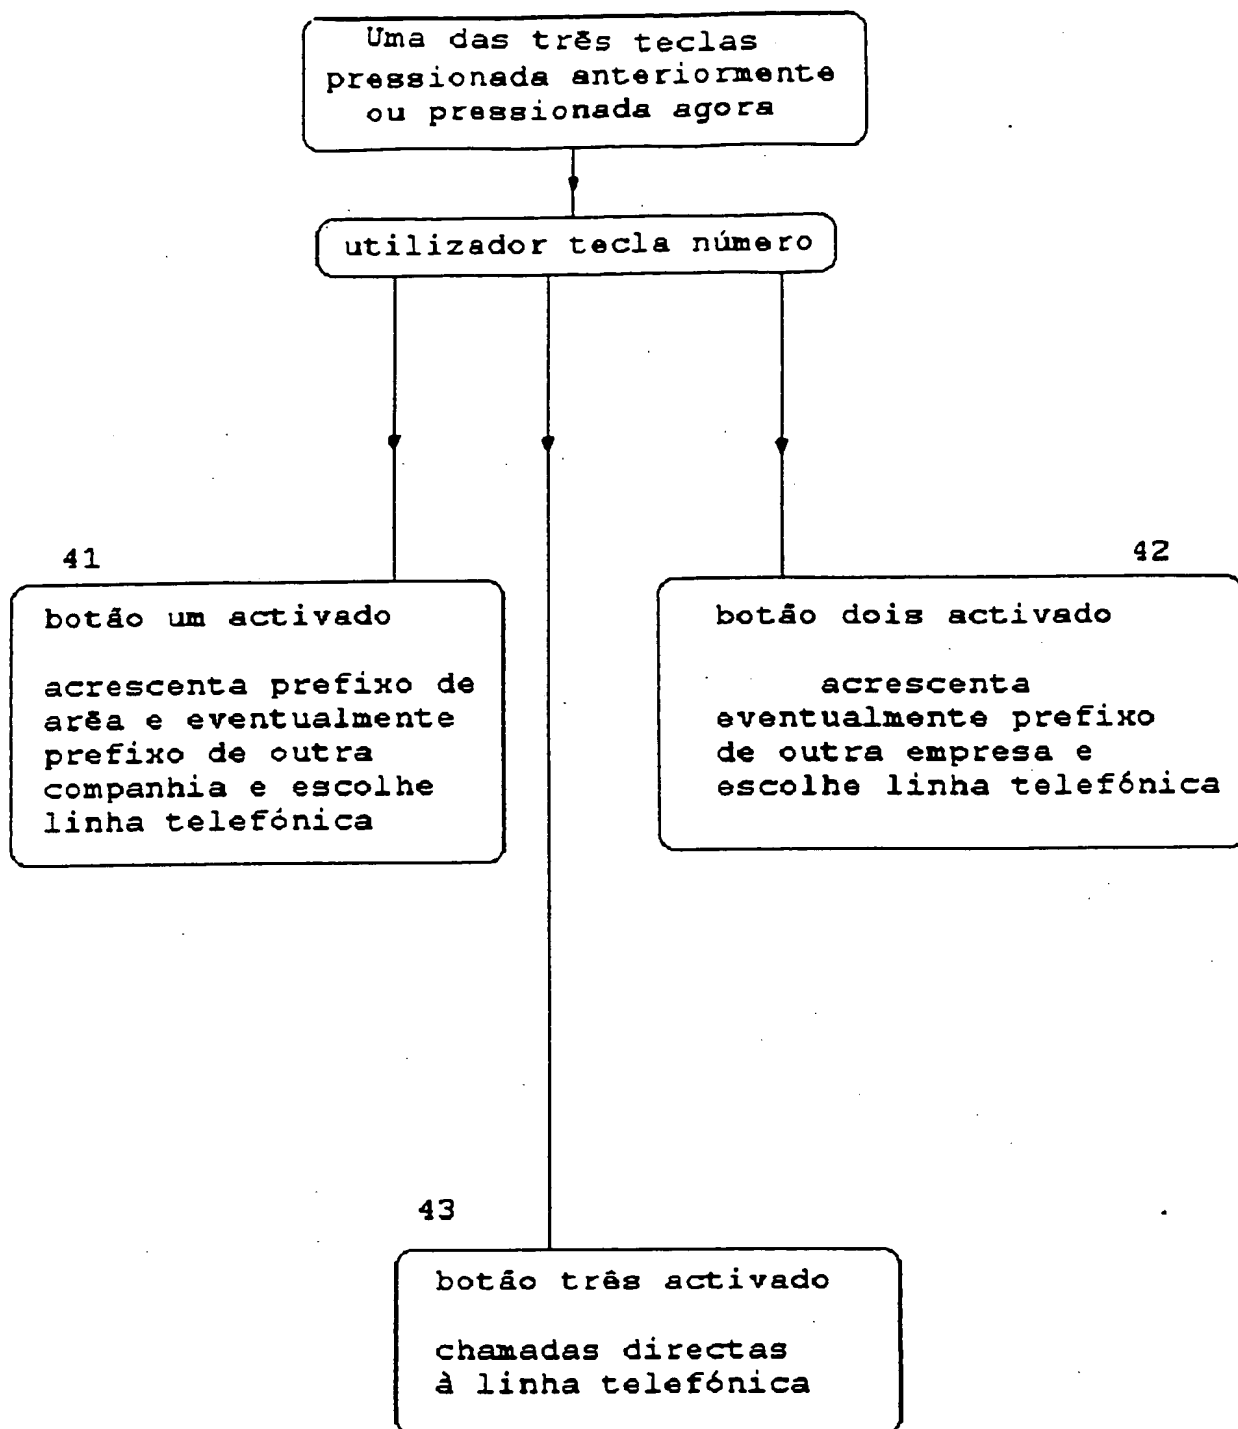 Uma das três teclas
pressionada anteriormente
ou pressionada agora
utilizador tecla número
41
botão um activado
acrescenta prefixo de
arẽa e eventualmente
prefixo de outra
companhia e escolhe
linha telefónica
42
botão dois activado
acrescenta
eventualmente prefixo
de outra empresa e
escolhe linha telefónica
43
botão três activado
chamadas directas
à linha telefónica